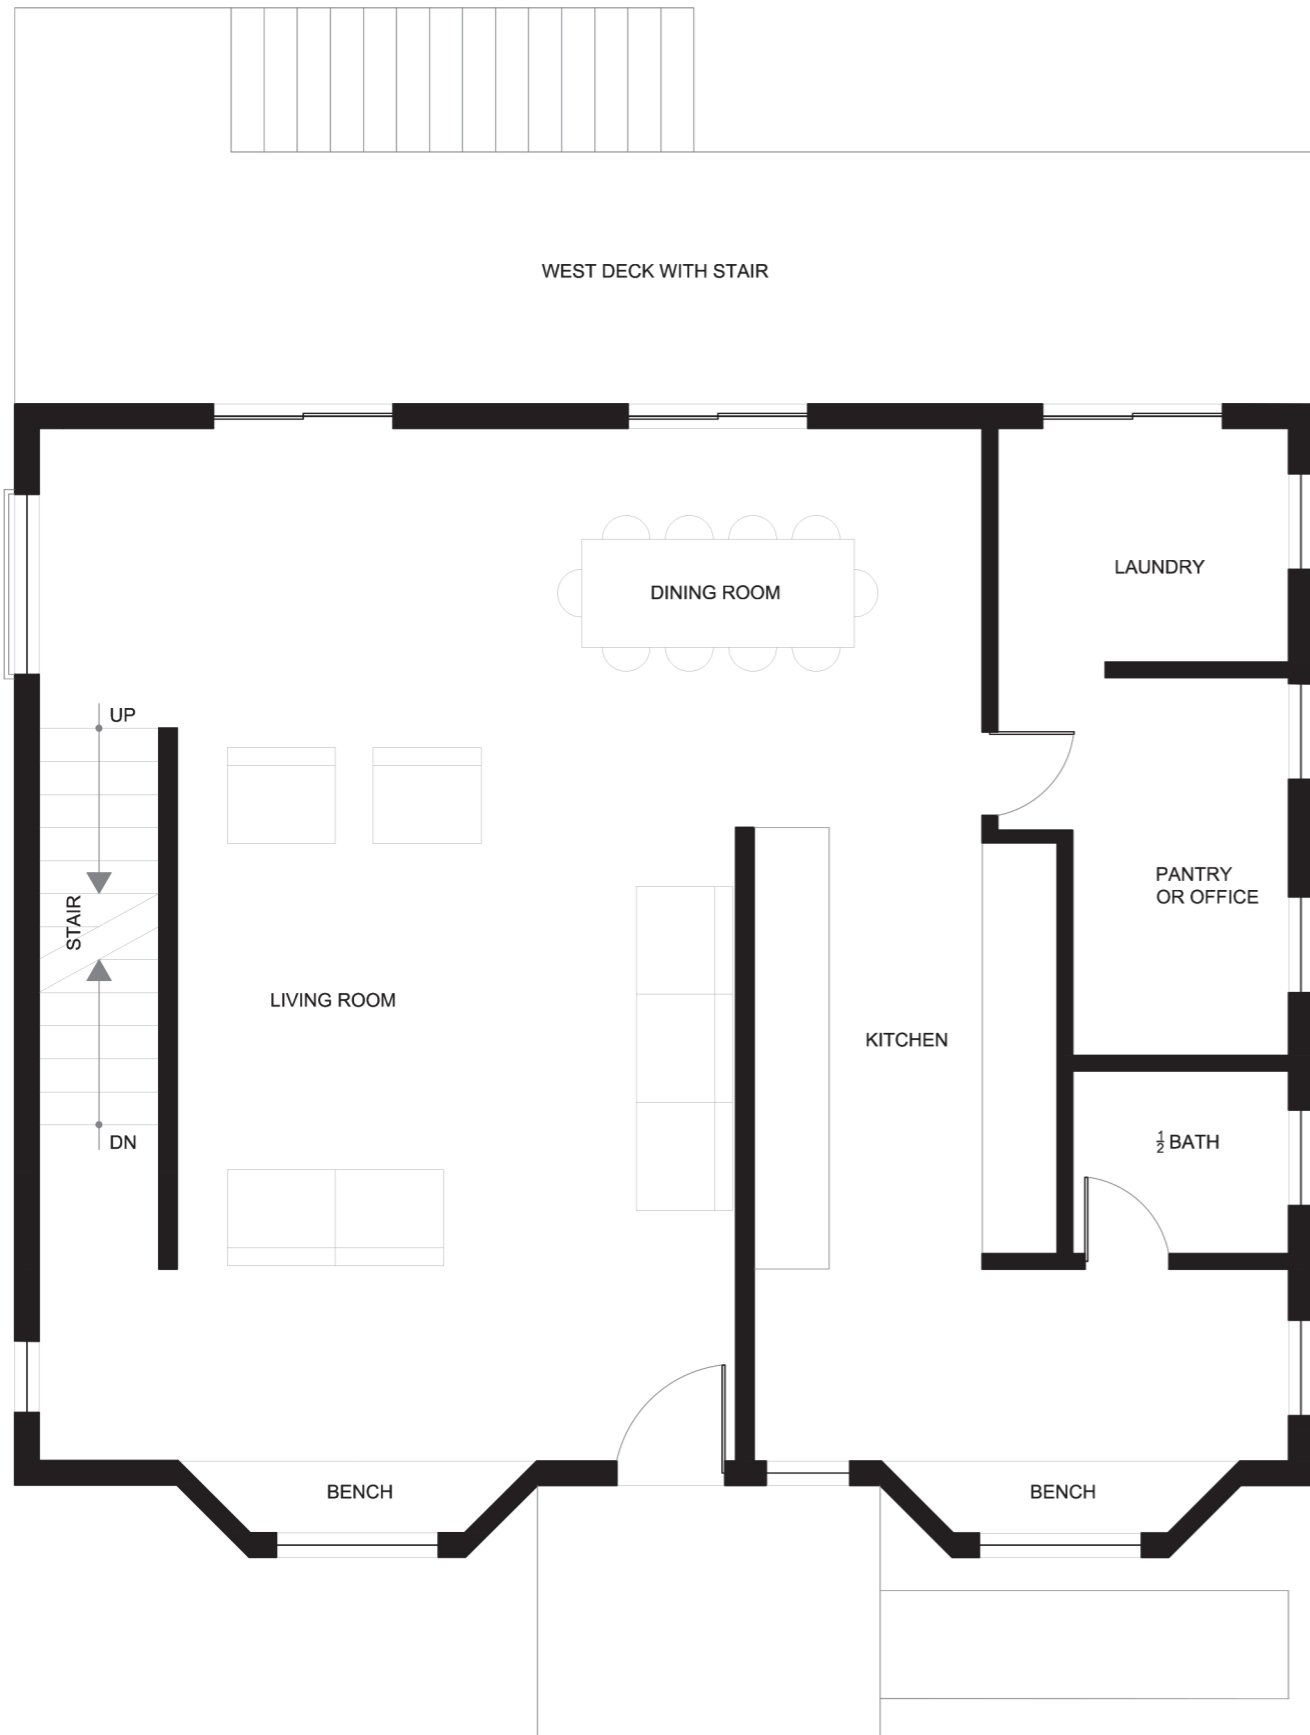 WEST DECK WITH STAIR
LAUNDRY
DINING ROOM
UP
PANTRY
OR OFFICE
STAIR
LIVING ROOM
KITCHEN
DN
½ BATH
BENCH
BENCH